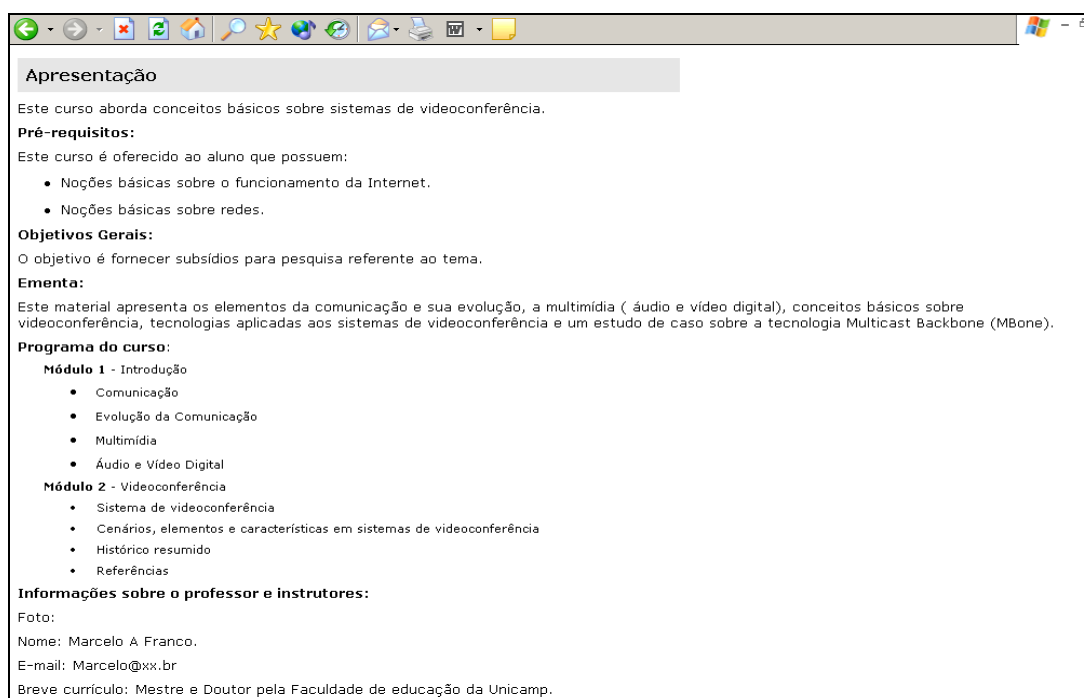 Apresentação
Este curso aborda conceitos básicos sobre sistemas de videoconferência.
Pré-requisitos:
Este curso é oferecido ao aluno que possuem:
• Noções básicas sobre o funcionamento da Internet.
• Noções básicas sobre redes.
Objetivos Gerais:
O objetivo é fornecer subsídios para pesquisa referente ao tema.
Ementa:
Este material apresenta os elementos da comunicação e sua evolução, a multimídia ( áudio e vídeo digital), conceitos básicos sobre
videoconferência, tecnologias aplicadas aos sistemas de videoconferência e um estudo de caso sobre a tecnologia Multicast Backbone (MBone).
Programa do curso:
Módulo 1 - Introdução
• Comunicação
• Evolução da Comunicação
• Multimídia
• Áudio e Vídeo Digital
Módulo 2 - Videoconferência
• Sistema de videoconferência
• Cenários, elementos e características em sistemas de videoconferência
• Histórico resumido
• Referências
Informações sobre o professor e instrutores:
Foto:
Nome: Marcelo A Franco.
E-mail: Marcelo@xx.br
Breve currículo: Mestre e Doutor pela Faculdade de educação da Unicamp.